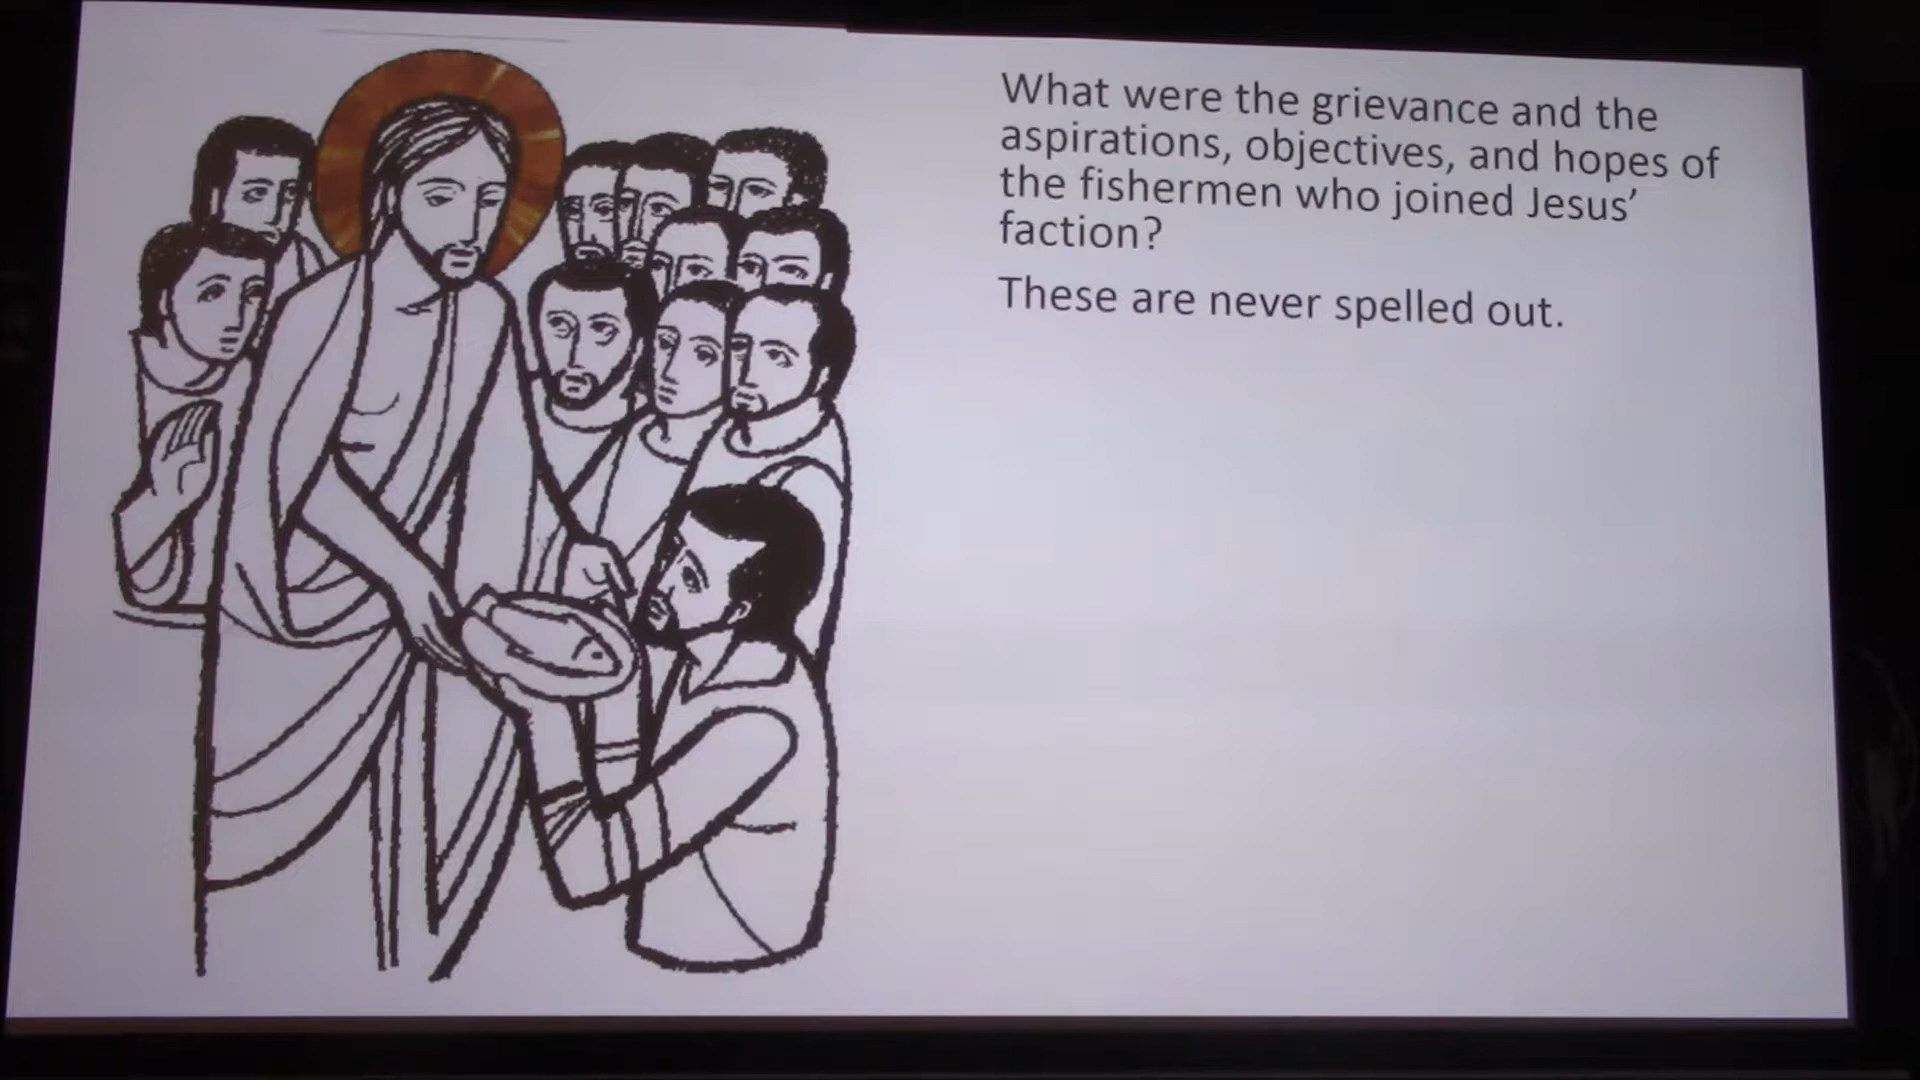 What were the grievance and the
aspirations, objectives, and hopes of
the fishermen who joined Jesus’
faction?
These are never spelled out.